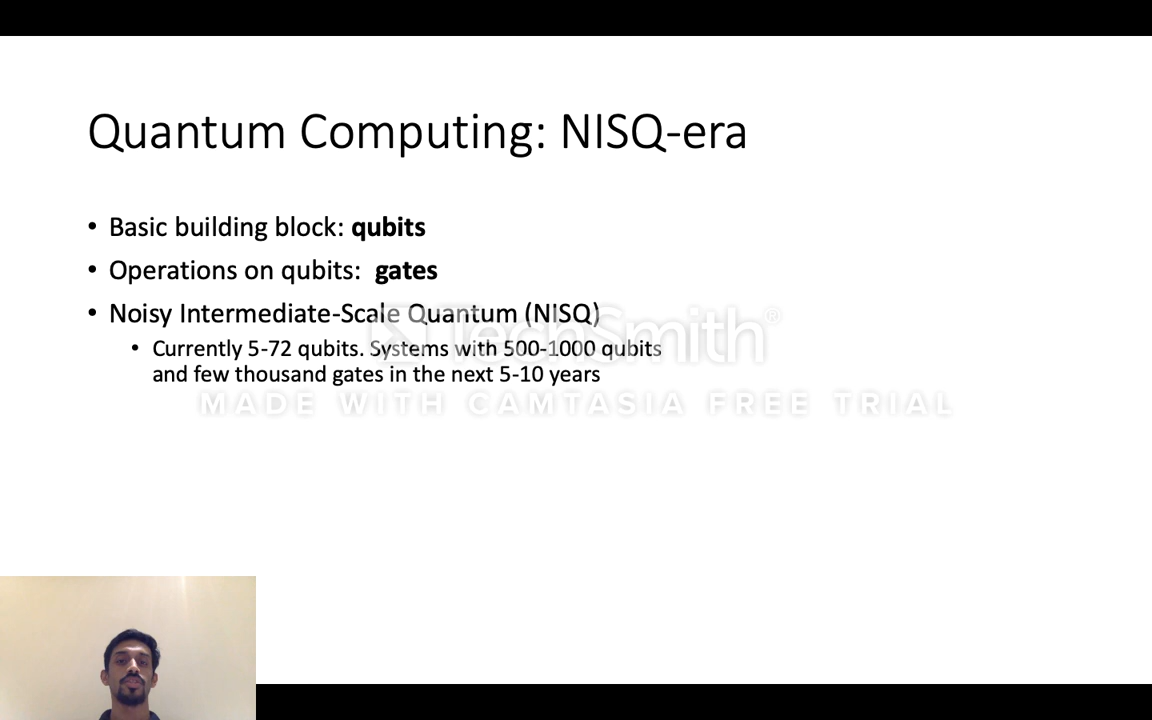 Quantum Computing: NISQ-era
• Basic building block: qubits
• Operations on qubits: gates
• Noisy Intermediate-Scale Quantum (NISQ)
• Currently 5-72 qubits. Systems with 500-1000 qubits
and few thousand gates in the next 5-10 years
TechSmith®
MADE WITH CAMTASIA FREE TRIAL